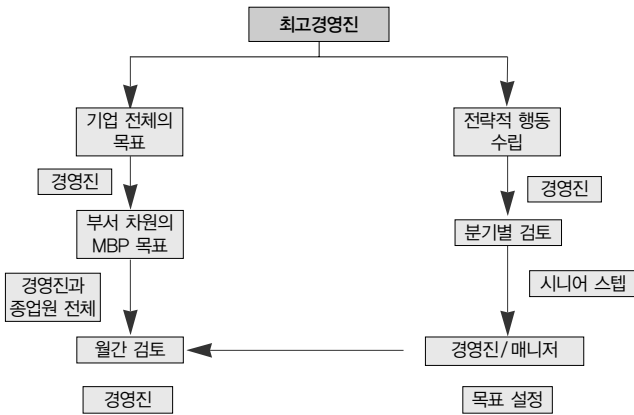 최고경영진
기업 전체의
목표
전략적 행동
수립
경영진
경영진
부서 차원의
MBP 목표
분기별 검토
경영진과
종업원 전체
시니어 스텝
월간 검토
경영진/매니저
경영진
목표 설정